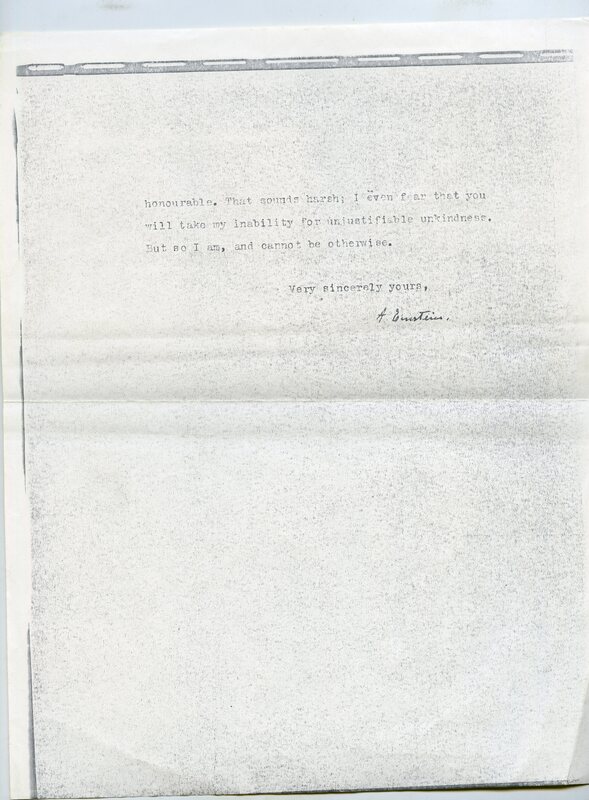 honourable. That sounds harsh; I even fear that you
will take my inability for unjustifiable unkindness.
But so I am, and cannot be otherwise.
Very sincerely yours,
A. Einstein.